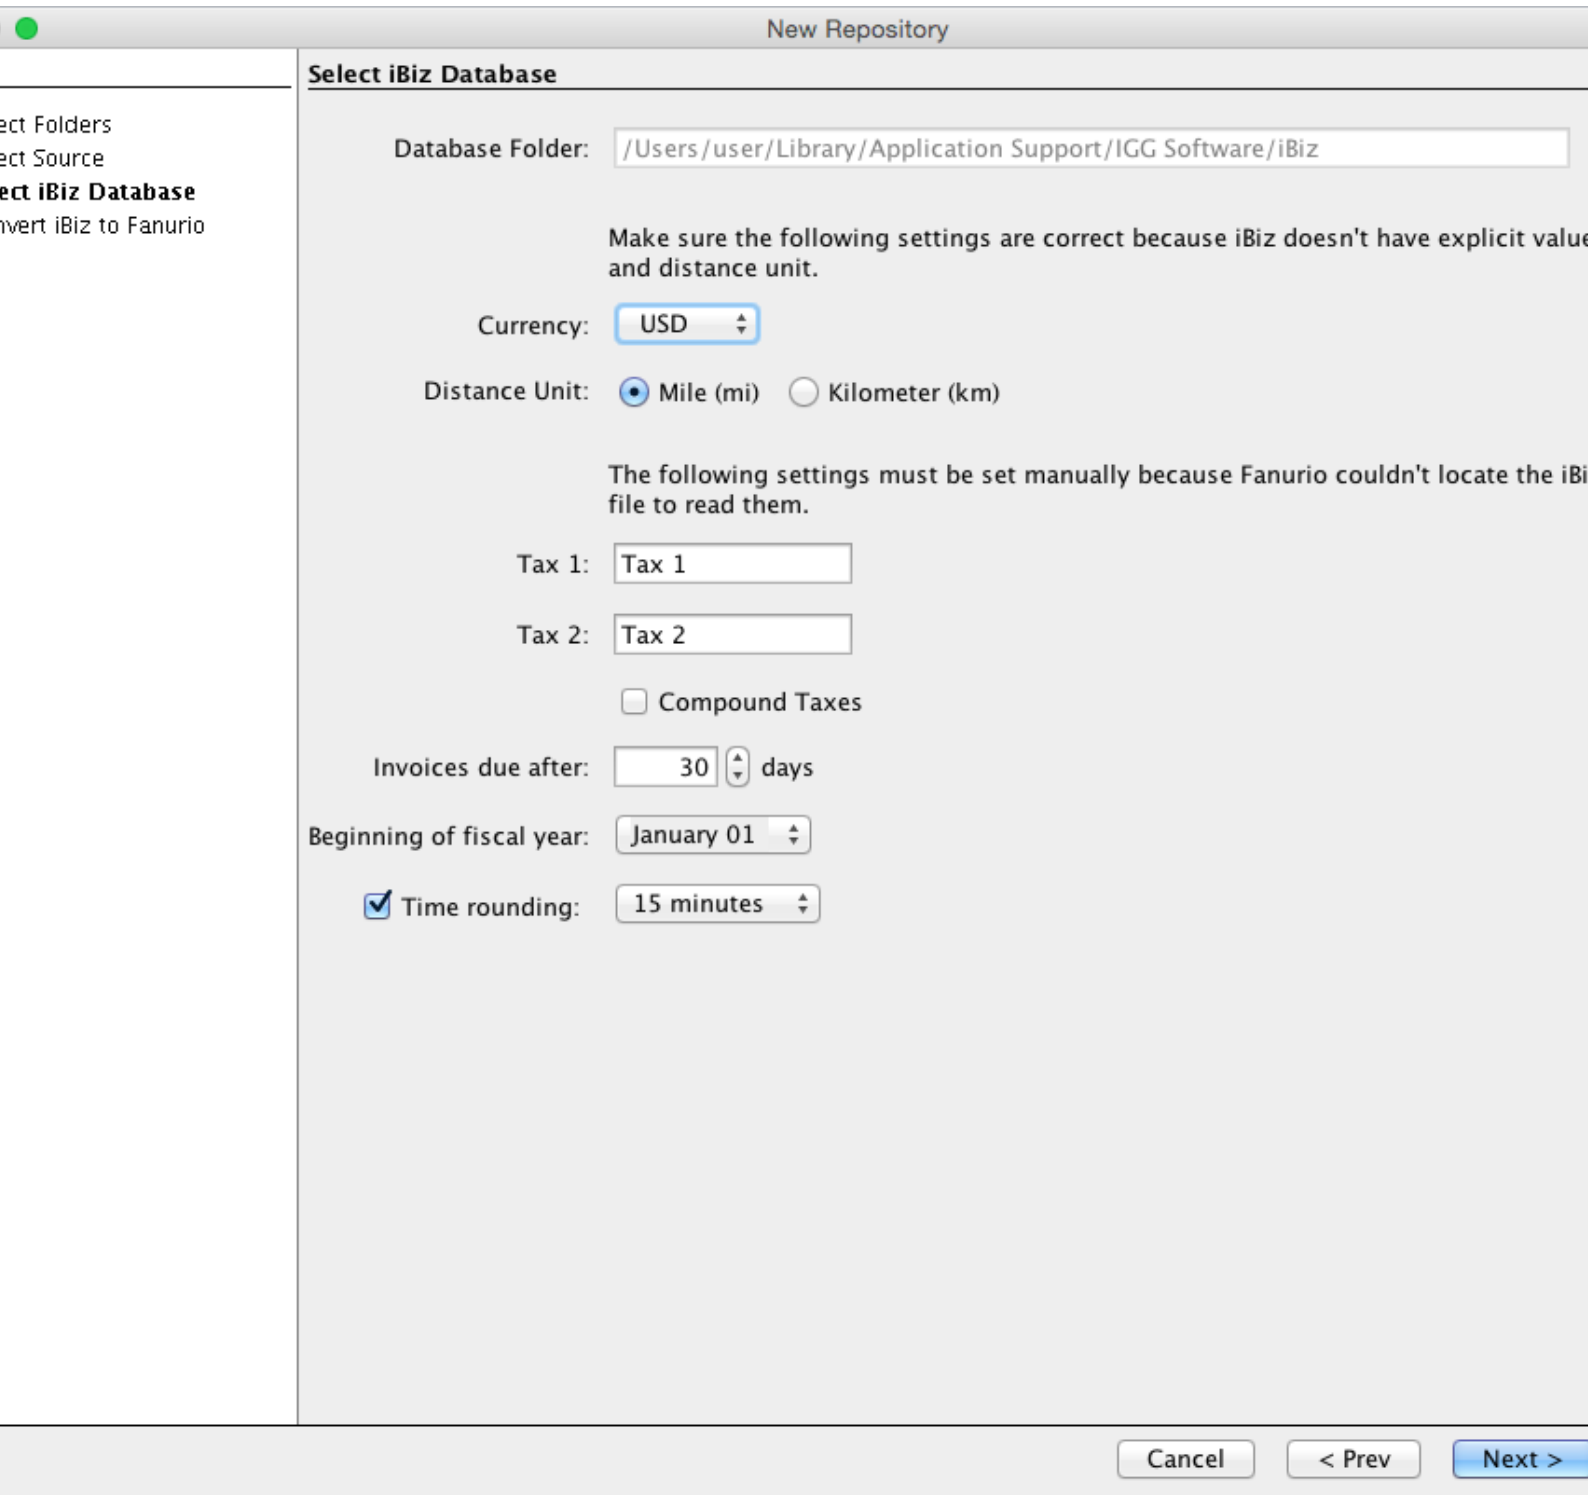 New Repository
Select iBiz Database
ect Folders
ect Source
ect iBiz Database
nvert iBiz to Fanurio
Database Folder: /Users/user/Library/Application Support/IGG Software/iBiz
Make sure the following settings are correct because iBiz doesn't have explicit value
and distance unit.
Currency: USD
Distance Unit: Mile (mi) Kilometer (km)
The following settings must be set manually because Fanurio couldn't locate the iBi
file to read them.
Tax 1: Tax 1
Tax 2: Tax 2
Compound Taxes
Invoices due after: 30 days
Beginning of fiscal year: January 01
Time rounding: 15 minutes
Cancel < Prev Next >